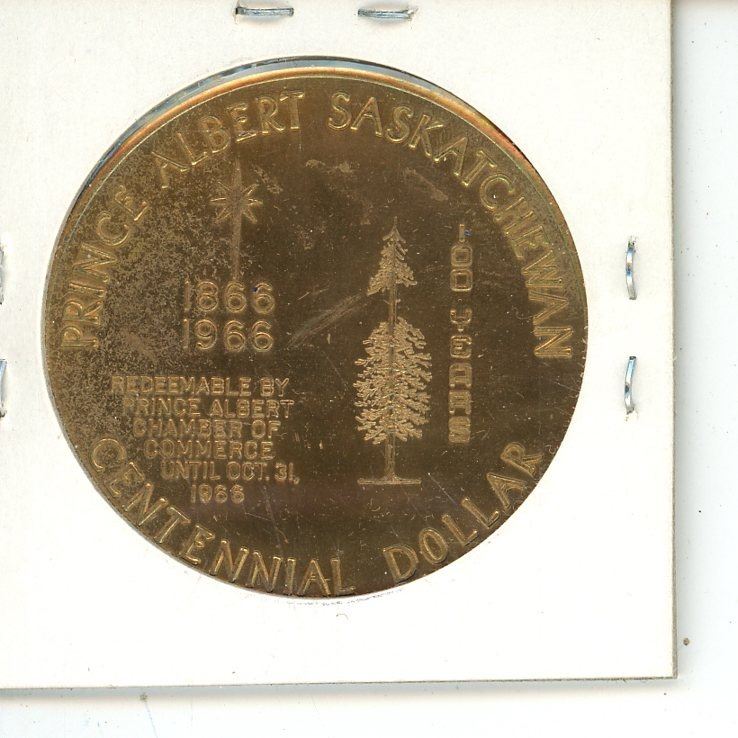 PRINCE ALBERT SASKATCHEWAN
1866
1966
100 YEARS
REDEEMABLE BY
PRINCE ALBERT
CHAMBER OF
COMMERCE
UNTIL OCT. 31,
1966
CENTENNIAL DOLLAR